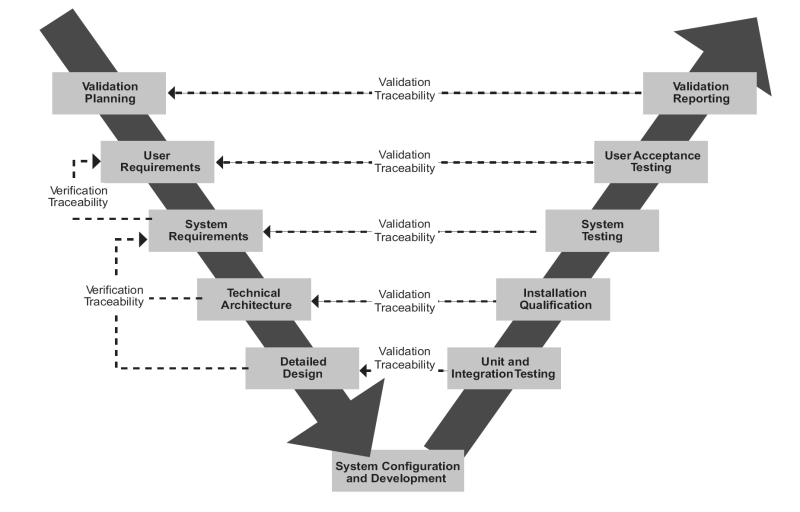 Validation
Planning
Validation
Traceability
Validation
Reporting
User
Requirements
Validation
Traceability
User Acceptance
Testing
Verification
Traceability
System
Requirements
Validation
Traceability
System
Testing
Verification
Traceability
Technical
Architecture
Validation
Traceability
Installation
Qualification
Detailed
Design
Validation
Traceability
Unit and
Integration Testing
System Configuration
and Development